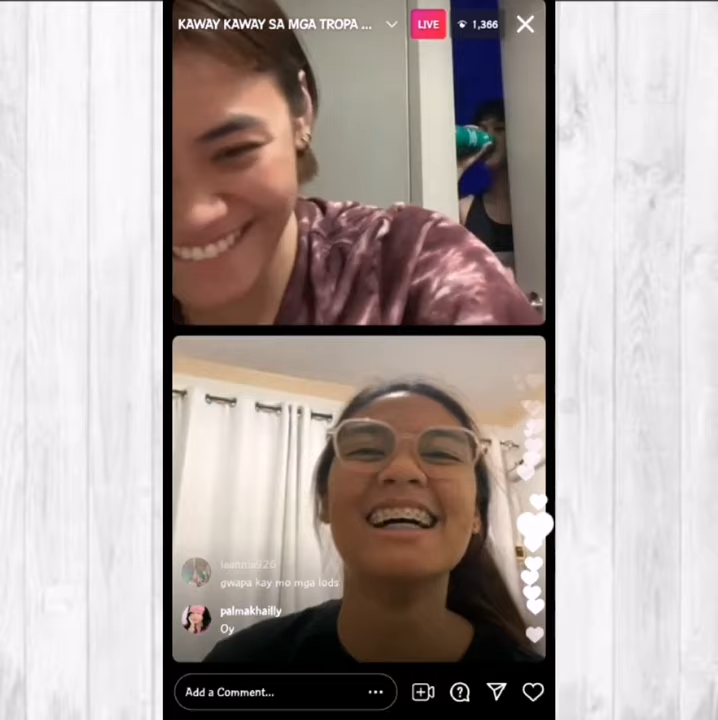 KAWAY KAWAY SA MGA TROPA ...
LIVE
1,366
gwapa kay mo mga lods
palmakhailly
Oy
Add a Comment...